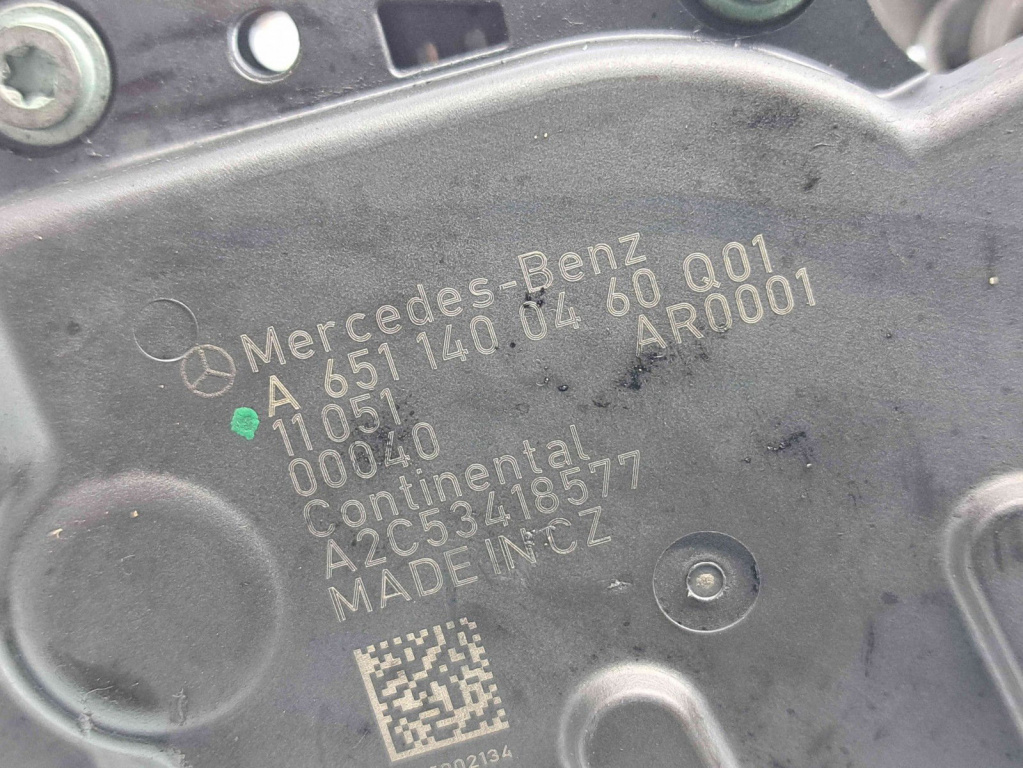 Mercedes-Benz
A 651 140 04 60 Q01
AR0001
11051
00040
Continental
A2C53418577
MADE IN CZ